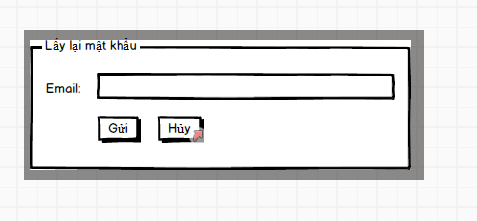 Lấy lại mật khẩu
Email:
Gửi Hủy